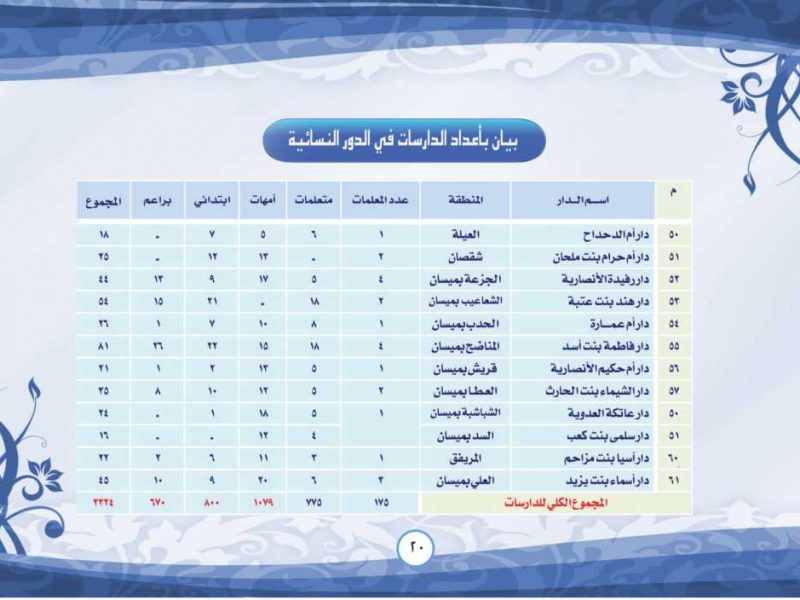 بيان بأعداد الدارسات في الدور النسائية
م اسم الدار المنطقة عدد المعلمات متعلمات أمهات ابتدائي براعم المجموع
٥٠ دار أم الدحداح العيلة ١ ٦ ٥ ٧ - ١٨
٥١ دار أم حرام بنت ملحان شقصان ٢ - ١٣ ١٢ - ٢٥
٥٢ دار رفيدة الأنصارية الجزعة بميسان ٤ ٥ ١٧ ٩ ١٣ ٤٤
٥٣ دار هند بنت عتبة الشعاعيب بميسان ٢ ١٨ - ٢١ ١٥ ٥٤
٥٤ دار أم عمارة الحدب بميسان ١ ٨ ١٠ ٧ ١ ٢٦
٥٥ دار فاطمة بنت أسد المناضح بميسان ٤ ١٨ ١٥ ٢٢ ٢٦ ٨١
٥٦ دار أم حكيم الأنصارية قريش بميسان ١ ٥ ١٣ ٢ ١ ٢١
٥٧ دار الشيماء بنت الحارث العطا بميسان ٢ ٥ ١٢ ١٠ ٨ ٣٥
٥٠ دار عاتكة العدوية الشباشبة بميسان ١ ٥ ١٨ ١ - ٢٤
٥١ دار سلمى بنت كعب السد بميسان ٤ ١٢ - - ١٦
٦٠ دار آسيا بنت مزاحم المريفق ١ ٣ ١١ ٦ ٢ ٢٢
٦١ دار أسماء بنت يزيد العلي بميسان ٣ ٦ ٢٠ ٩ ١٠ ٤٥
المجموع الكلي للدارسات ١٧٥ ٧٧٥ ١٠٧٩ ٨٠٠ ٦٧٠ ٣٣٢٤
٢٠